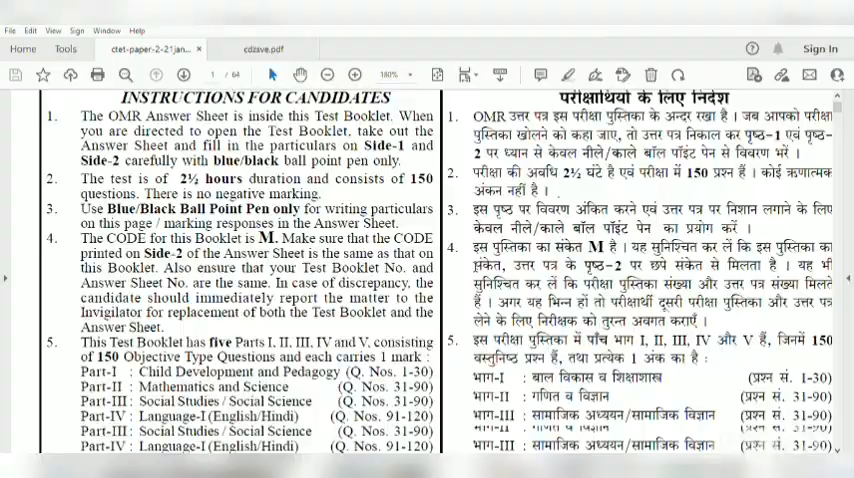 File Edit View Sign Window Help
Home Tools ctet-paper-2-21jan... × cdzsve.pdf Sign In
1 / 64 180%
INSTRUCTIONS FOR CANDIDATES
1. The OMR Answer Sheet is inside this Test Booklet. When
you are directed to open the Test Booklet, take out the
Answer Sheet and fill in the particulars on Side-1 and
Side-2 carefully with blue/black ball point pen only.
2. The test is of 2½ hours duration and consists of 150
questions. There is no negative marking.
3. Use Blue/Black Ball Point Pen only for writing particulars
on this page / marking responses in the Answer Sheet.
4. The CODE for this Booklet is M. Make sure that the CODE
printed on Side-2 of the Answer Sheet is the same as that on
this Booklet. Also ensure that your Test Booklet No. and
Answer Sheet No. are the same. In case of discrepancy, the
candidate should immediately report the matter to the
Invigilator for replacement of both the Test Booklet and the
Answer Sheet.
5. This Test Booklet has five Parts I, II, III, IV and V, consisting
of 150 Objective Type Questions and each carries 1 mark :
Part-I : Child Development and Pedagogy (Q. Nos. 1-30)
Part-II : Mathematics and Science (Q. Nos. 31-90)
Part-III : Social Studies / Social Science (Q. Nos. 31-90)
Part-IV : Language-I (English/Hindi) (Q. Nos. 91-120)
Part-III : Social Studies / Social Science (Q. Nos. 31-90)
Part-IV : Language-I (English/Hindi) (Q. Nos. 91-120)
परीक्षार्थियों के लिए निर्देश
1. OMR उत्तर पत्र इस परीक्षा पुस्तिका के अन्दर रखा है । जब आपको परीक्षा
पुस्तिका खोलने को कहा जाए, तो उत्तर पत्र निकाल कर पृष्ठ-1 एवं पृष्ठ-
2 पर ध्यान से केवल नीले/काले बॉल पॉइंट पेन से विवरण भरें ।
2. परीक्षा की अवधि 2½ घंटे है एवं परीक्षा में 150 प्रश्न हैं । कोई ऋणात्मक
अंकन नहीं है ।
3. इस पृष्ठ पर विवरण अंकित करने एवं उत्तर पत्र पर निशान लगाने के लिए
केवल नीले/काले बॉल पॉइंट पेन का प्रयोग करें ।
4. इस पुस्तिका का संकेत M है । यह सुनिश्चित कर लें कि इस पुस्तिका का
संकेत, उत्तर पत्र के पृष्ठ-2 पर छपे संकेत से मिलता है । यह भी
सुनिश्चित कर लें कि परीक्षा पुस्तिका संख्या और उत्तर पत्र संख्या मिलते
हैं । अगर यह भिन्न हों तो परीक्षार्थी दूसरी परीक्षा पुस्तिका और उत्तर पत्र
लेने के लिए निरीक्षक को तुरन्त अवगत कराएँ ।
5. इस परीक्षा पुस्तिका में पाँच भाग I, II, III, IV और V हैं, जिनमें 150
वस्तुनिष्ठ प्रश्न हैं, तथा प्रत्येक 1 अंक का है :
भाग-I : बाल विकास व शिक्षाशास्त्र (प्रश्न सं. 1-30)
भाग-II : गणित व विज्ञान (प्रश्न सं. 31-90)
भाग-III : सामाजिक अध्ययन/सामाजिक विज्ञान (प्रश्न सं. 31-90)
भाग-III : सामाजिक अध्ययन/सामाजिक विज्ञान (प्रश्न सं. 31-90)